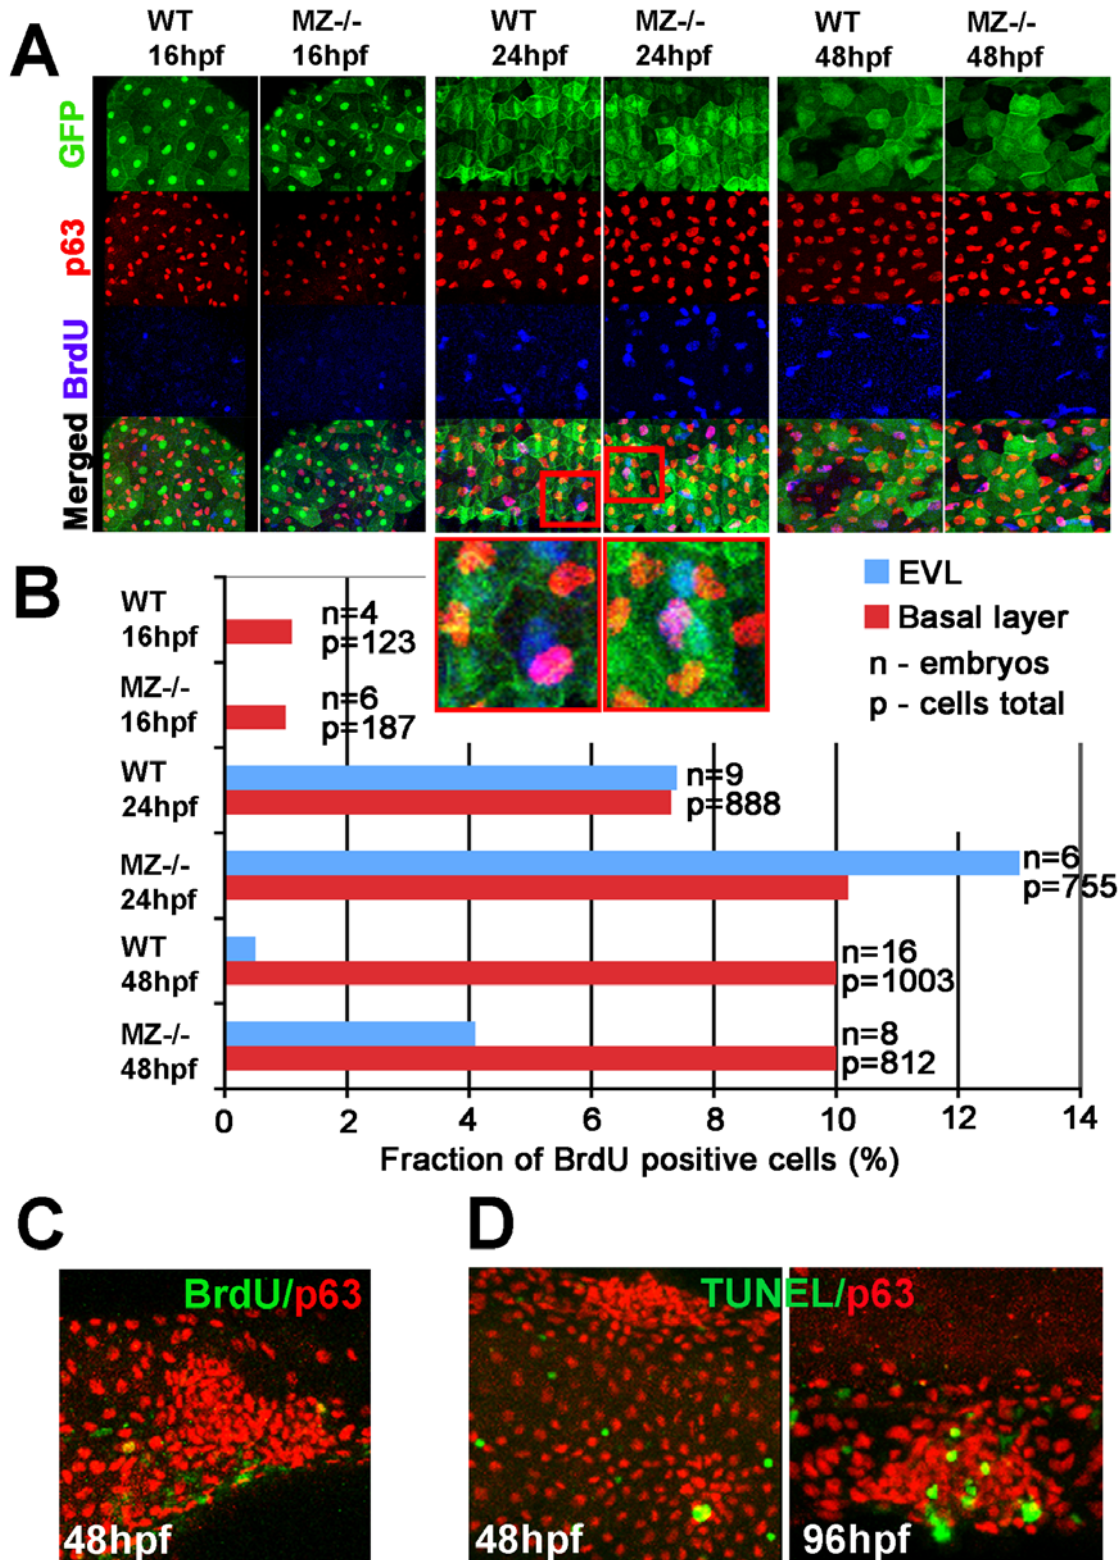 A
WT
16hpf
MZ-/-
16hpf
WT
24hpf
MZ-/-
24hpf
WT
48hpf
MZ-/-
48hpf
GFP
p63
BrdU
Merged
B
EVL
Basal layer
n - embryos
p - cells total
WT
16hpf
n=4
p=123
MZ-/-
16hpf
n=6
p=187
WT
24hpf
n=9
p=888
MZ-/-
24hpf
n=6
p=755
WT
48hpf
n=16
p=1003
MZ-/-
48hpf
n=8
p=812
0 2 4 6 8 10 12 14
Fraction of BrdU positive cells (%)
C
BrdU/p63
48hpf
D
TUNEL/p63
48hpf
96hpf